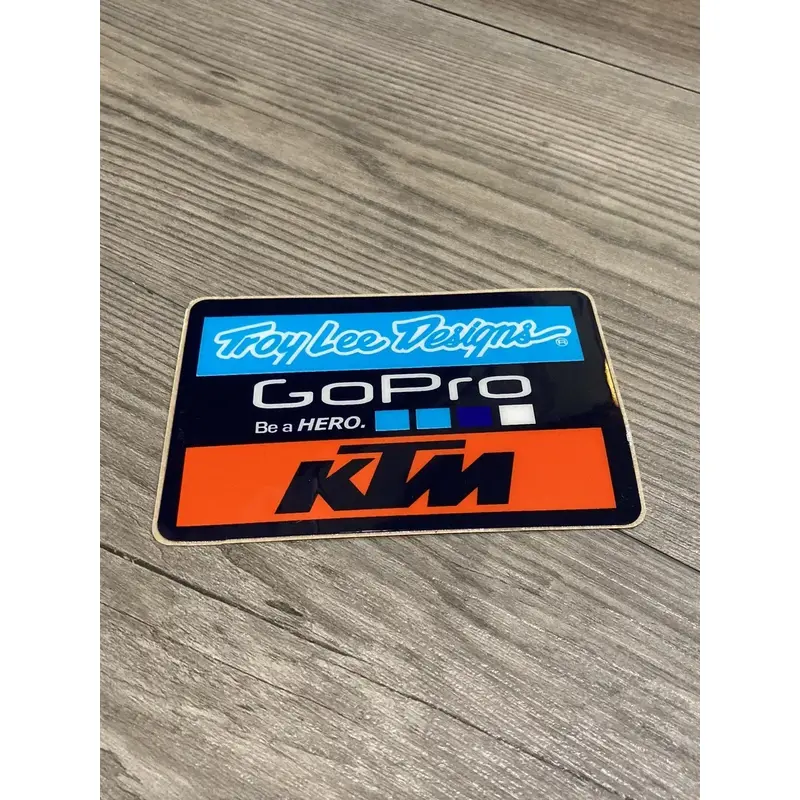 Troy Lee Designs ®
GoPro
Be a HERO.
KTM